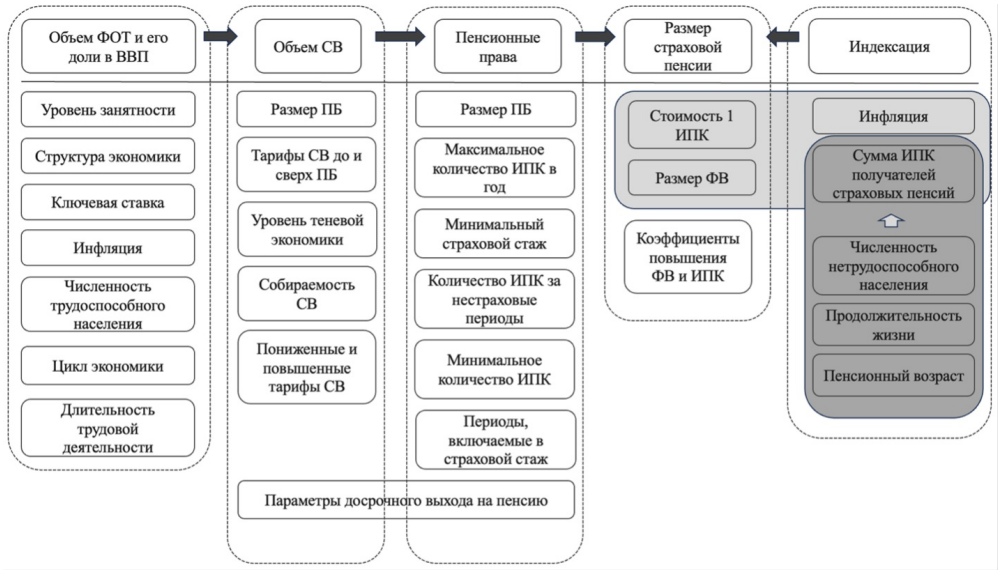 Объем ФОТ и его
доли в ВВП
Объем СВ
Пенсионные
права
Размер
страховой
пенсии
Индексация
Уровень занятности
Структура экономики
Ключевая ставка
Инфляция
Численность
трудоспособного
населения
Цикл экономики
Длительность
трудовой
деятельности
Размер ПБ
Тарифы СВ до и
сверх ПБ
Уровень теневой
экономики
Собираемость
СВ
Пониженные и
повышенные
тарифы СВ
Размер ПБ
Максимальное
количество ИПК в
год
Минимальный
страховой стаж
Количество ИПК за
нестраховые
периоды
Минимальное
количество ИПК
Периоды,
включаемые в
страховой стаж
Параметры досрочного выхода на пенсию
Стоимость 1
ИПК
Размер ФВ
Коэффициенты
повышения
ФВ и ИПК
Инфляция
Сумма ИПК
получателей
страховых пенсий
Численность
нетрудоспособного
населения
Продолжительность
жизни
Пенсионный возраст